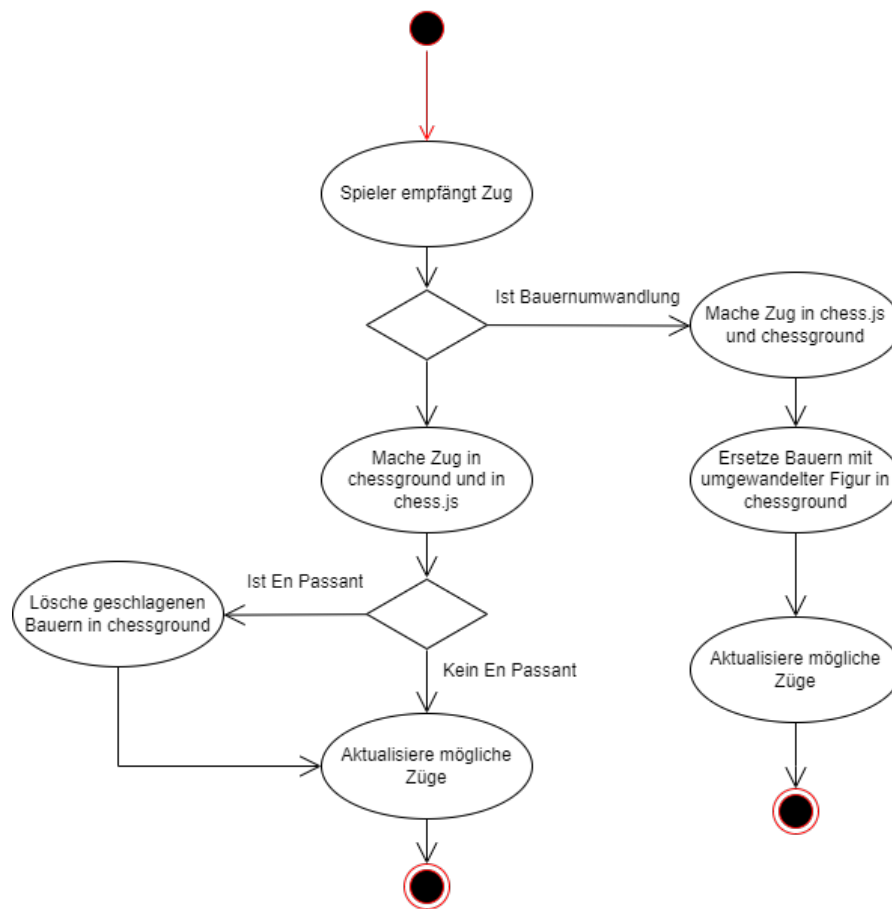 Spieler empfängt Zug
Ist Bauernumwandlung
Mache Zug in chess.js
und chessground
Mache Zug in
chessground und in
chess.js
Ersetze Bauern mit
umgewandelter Figur in
chessground
Ist En Passant
Lösche geschlagenen
Bauern in chessground
Kein En Passant
Aktualisiere mögliche
Züge
Aktualisiere mögliche
Züge